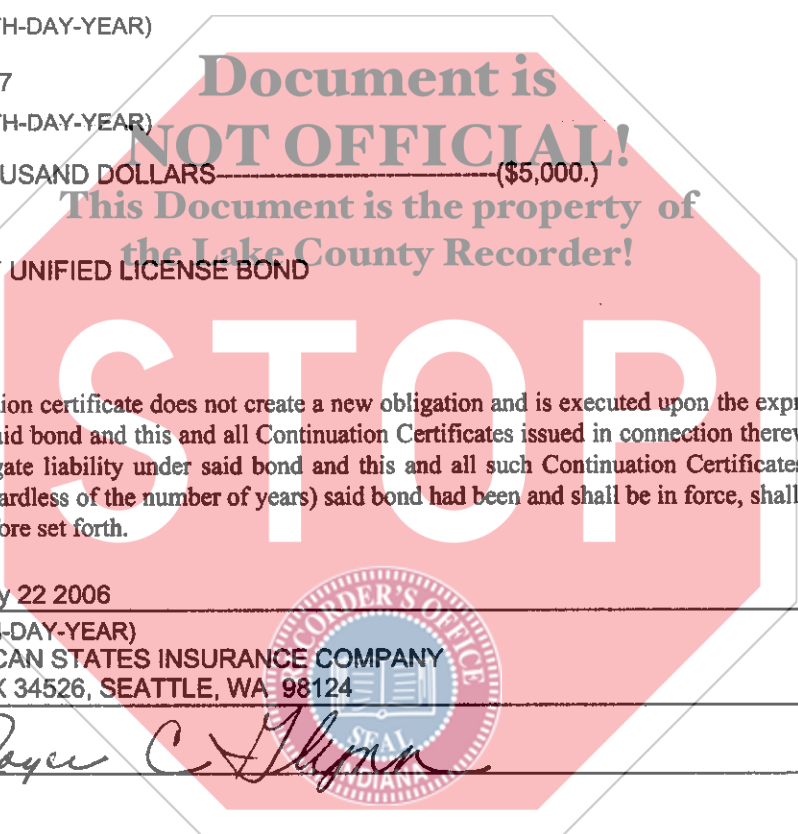 TH-DAY-YEAR)
Document is
7
TH-DAY-YEAR)
NOT OFFICIAL!
USAND DOLLARS------------------------------------($5,000.)
This Document is the property of
the Lake County Recorder!
UNIFIED LICENSE BOND
STOP
ion certificate does not create a new obligation and is executed upon the expr
aid bond and this and all Continuation Certificates issued in connection therew
gate liability under said bond and this and all such Continuation Certificates
ardless of the number of years) said bond had been and shall be in force, shall
ore set forth.
y 22 2006
-DAY-YEAR)
CAN STATES INSURANCE COMPANY
X 34526, SEATTLE, WA 98124
RECORDER'S OFFICE
SEAL
INDIANA
C Glynn